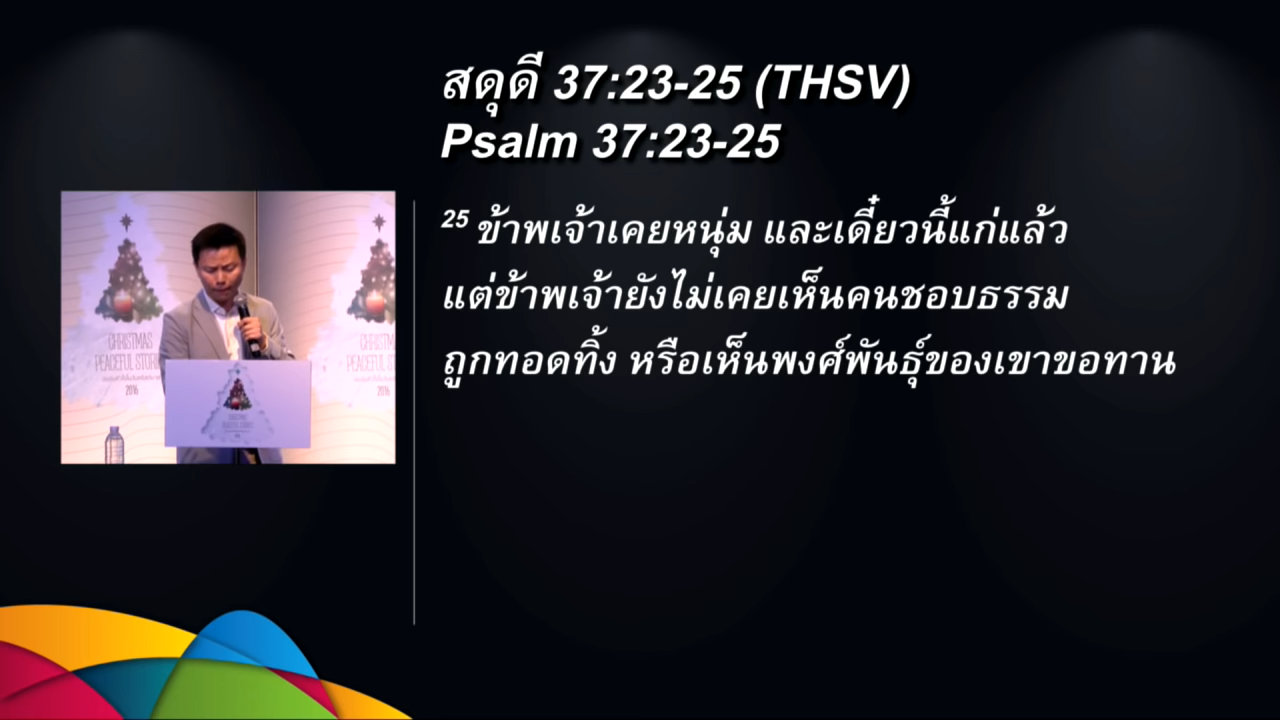 สดุดี 37:23-25 (THSV)
Psalm 37:23-25
25 ข้าพเจ้าเคยหนุ่ม และเดี๋ยวนี้แก่แล้ว
แต่ข้าพเจ้ายังไม่เคยเห็นคนชอบธรรม
ถูกทอดทิ้ง หรือเห็นพงศ์พันธุ์ของเขาขอทาน
CHRISTMAS
PEACEFUL
2016
CHRISTMAS
PEACEFUL
2016